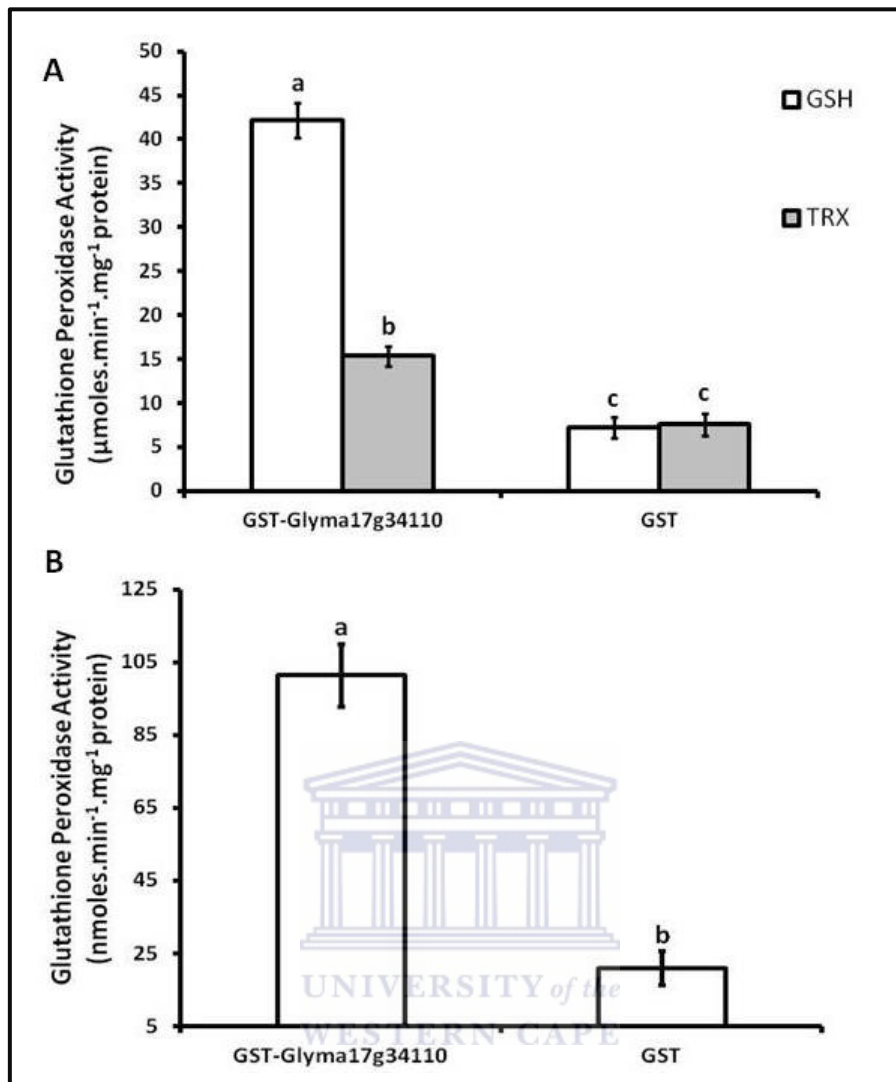 A
Glutathione Peroxidase Activity
(µmoles.min⁻¹.mg⁻¹ protein)
50
45
40
35
30
25
20
15
10
5
0
a
b
c
c
GSH
TRX
GST-Glyma17g34110
GST
B
Glutathione Peroxidase Activity
(nmoles.min⁻¹.mg⁻¹ protein)
125
105
85
65
45
25
5
a
b
UNIVERSITY of the
WESTERN CAPE
GST-Glyma17g34110
GST